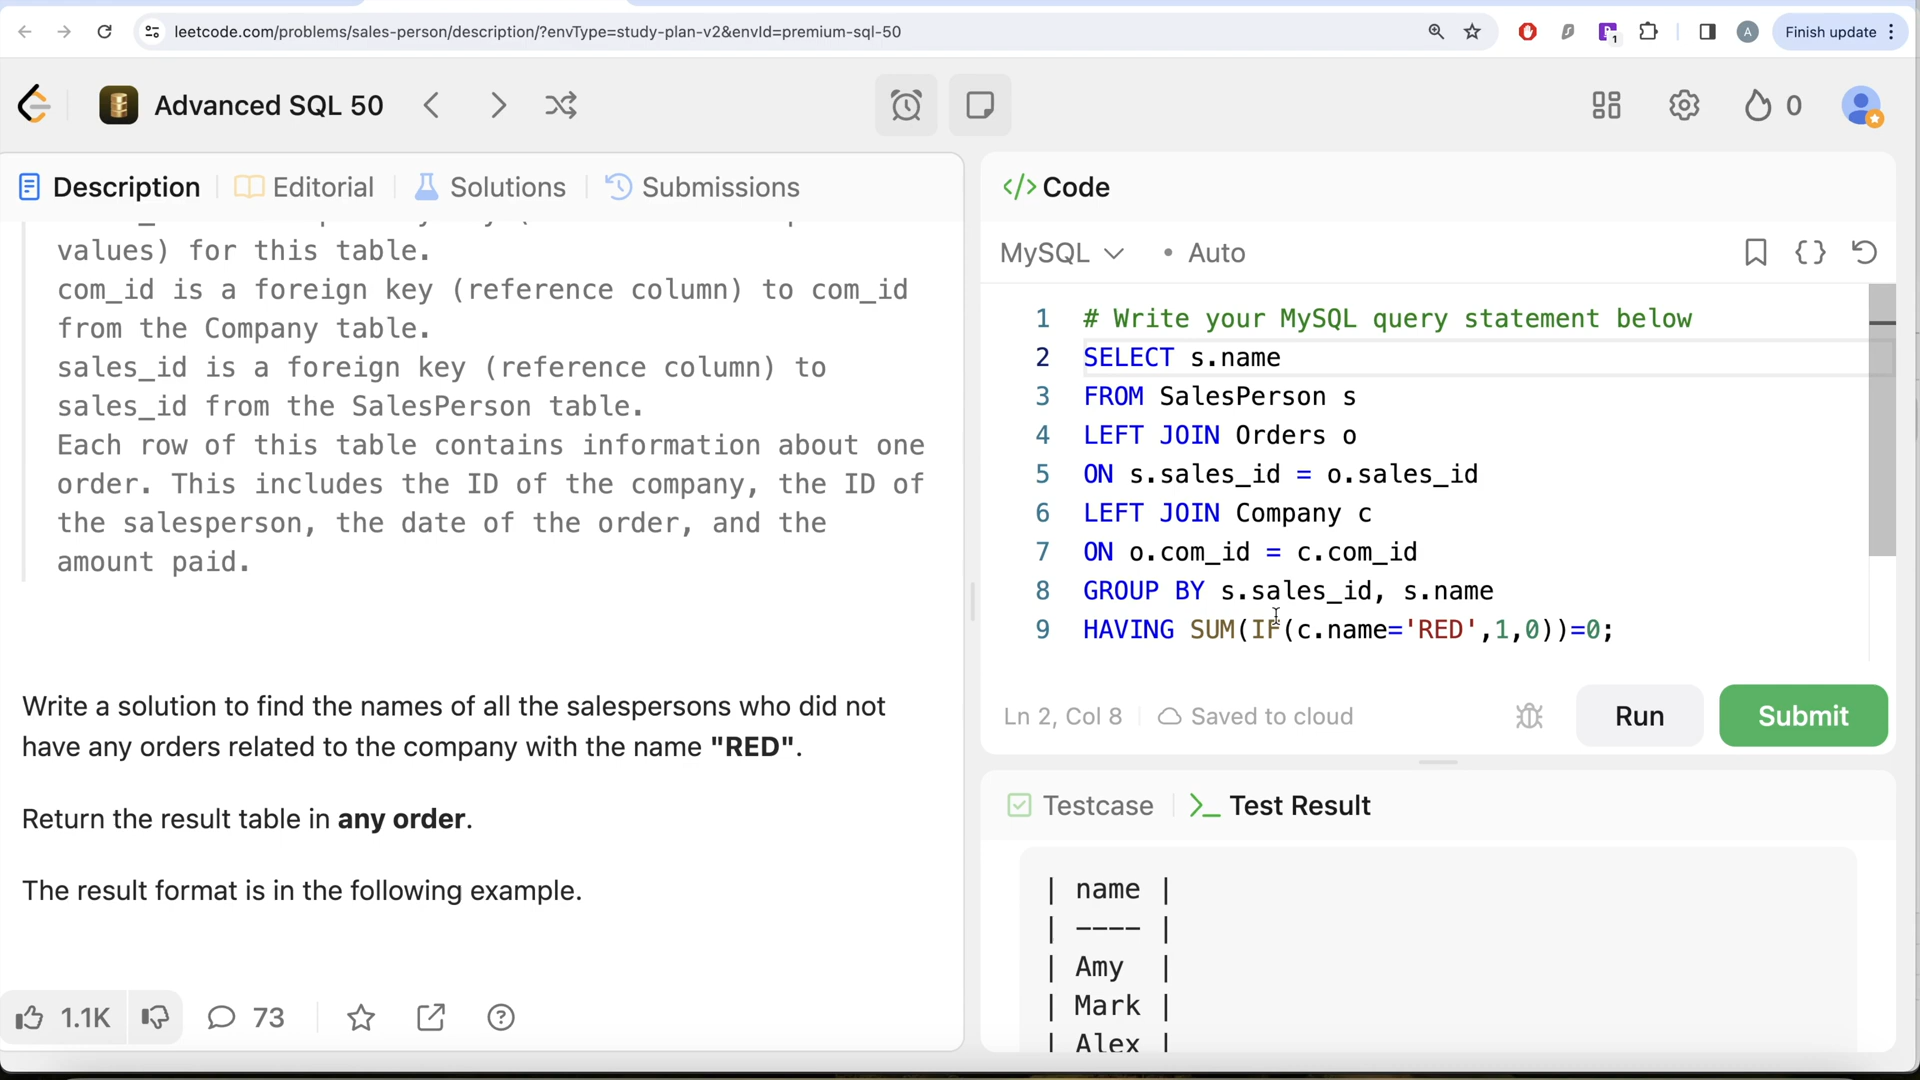 leetcode.com/problems/sales-person/description/?envType=study-plan-v2&envId=premium-sql-50
1
A
Finish update
Advanced SQL 50
0
Description
Editorial
Solutions
Submissions
values) for this table.
com_id is a foreign key (reference column) to com_id
from the Company table.
sales_id is a foreign key (reference column) to
sales_id from the SalesPerson table.
Each row of this table contains information about one
order. This includes the ID of the company, the ID of
the salesperson, the date of the order, and the
amount paid.
Write a solution to find the names of all the salespersons who did not
have any orders related to the company with the name "RED".
Return the result table in any order.
The result format is in the following example.
1.1K
73
</> Code
MySQL
• Auto
1 # Write your MySQL query statement below
2 SELECT s.name
3 FROM SalesPerson s
4 LEFT JOIN Orders o
5 ON s.sales_id = o.sales_id
6 LEFT JOIN Company c
7 ON o.com_id = c.com_id
8 GROUP BY s.sales_id, s.name
9 HAVING SUM(IF(c.name='RED',1,0))=0;
Ln 2, Col 8
Saved to cloud
Run
Submit
Testcase
>_ Test Result
| name |
| ---- |
| Amy |
| Mark |
| Alex |